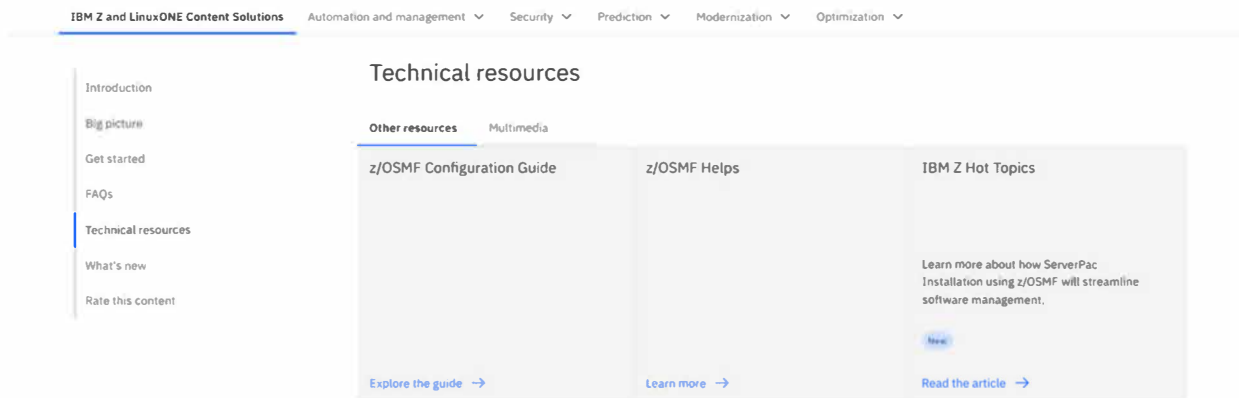 IBM Z and LinuxONE Content Solutions Automation and management Security Prediction Modernization Optimization
Technical resources
Introduction
Big picture
Get started
FAQs
Technical resources
What's new
Rate this content
Other resources Multimedia
z/OSMF Configuration Guide
Explore the guide →
z/OSMF Helps
Learn more →
IBM Z Hot Topics
Learn more about how ServerPac
Installation using z/OSMF will streamline
software management.
New
Read the article →